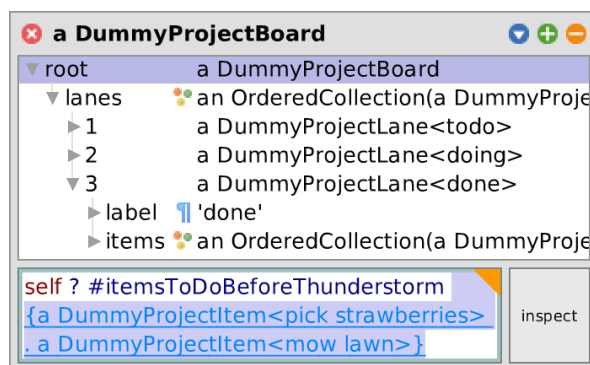 a DummyProjectBoard
root a DummyProjectBoard
lanes an OrderedCollection(a DummyProje
1 a DummyProjectLane<todo>
2 a DummyProjectLane<doing>
3 a DummyProjectLane<done>
label ¶ 'done'
items an OrderedCollection(a DummyProje
self ? #itemsToDoBeforeThunderstorm
{a DummyProjectItem<pick strawberries>
. a DummyProjectItem<mow lawn>}
inspect